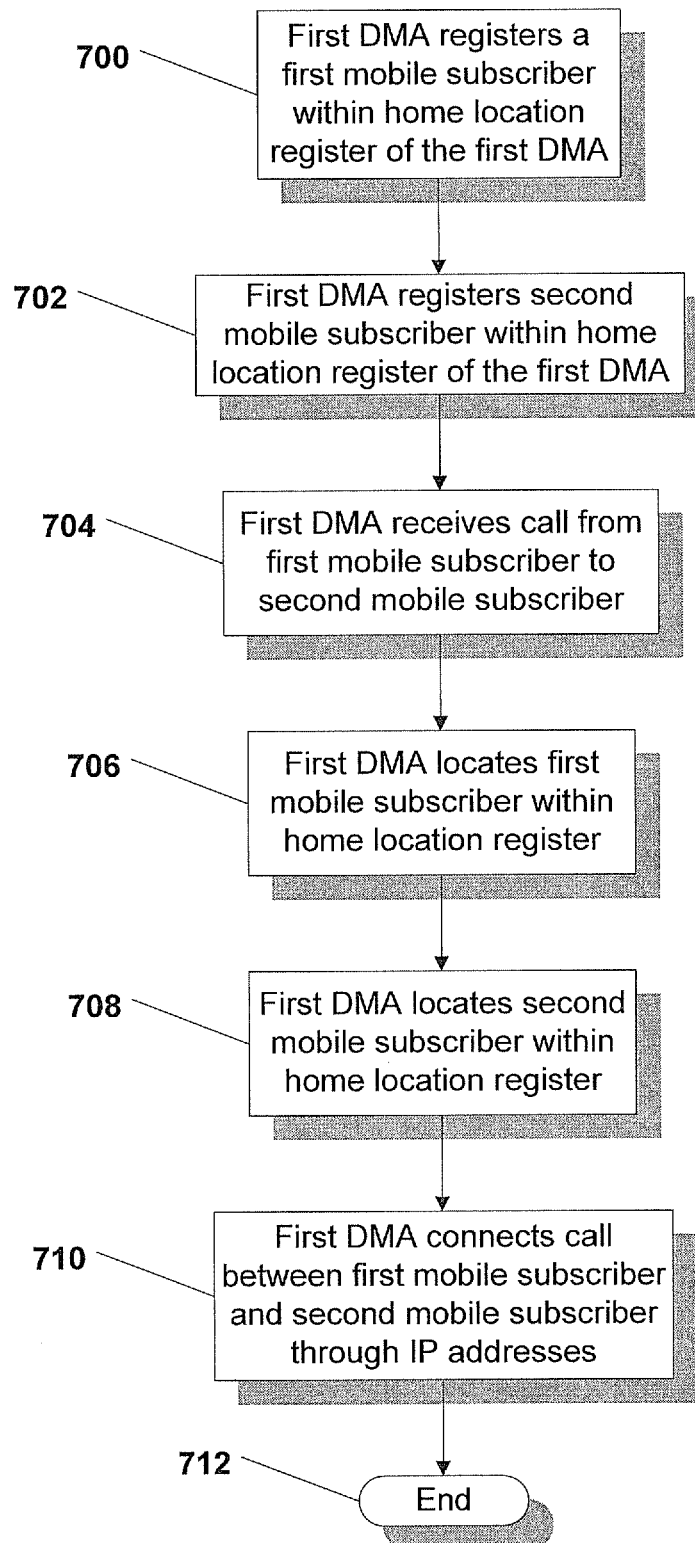 700
First DMA registers a
first mobile subscriber
within home location
register of the first DMA
702
First DMA registers second
mobile subscriber within home
location register of the first DMA
704
First DMA receives call from
first mobile subscriber to
second mobile subscriber
706
First DMA locates first
mobile subscriber within
home location register
708
First DMA locates second
mobile subscriber within
home location register
710
First DMA connects call
between first mobile subscriber
and second mobile subscriber
through IP addresses
712
End